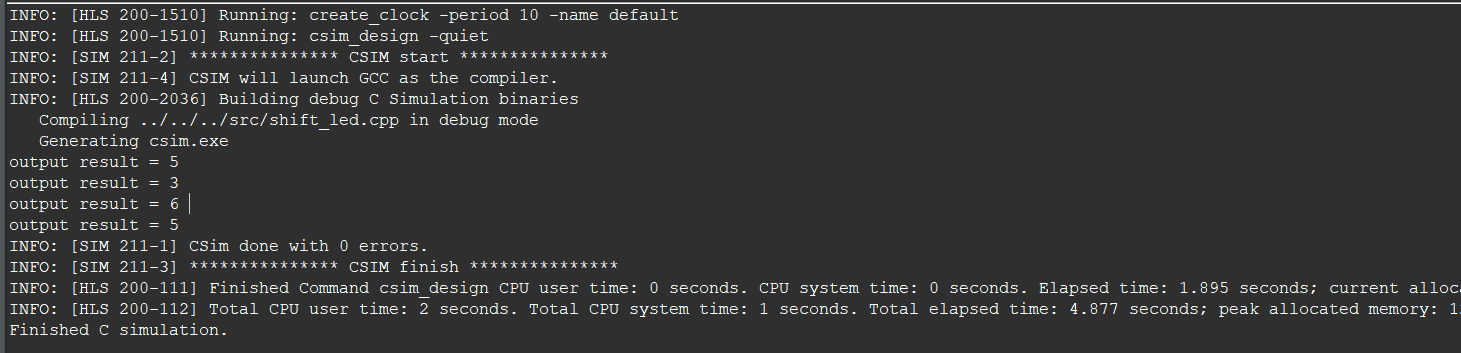 INFO: [HLS 200-1510] Running: create_clock -period 10 -name default
INFO: [HLS 200-1510] Running: csim_design -quiet
INFO: [SIM 211-2] *************** CSIM start ***************
INFO: [SIM 211-4] CSIM will launch GCC as the compiler.
INFO: [HLS 200-2036] Building debug C Simulation binaries
   Compiling ../../../src/shift_led.cpp in debug mode
   Generating csim.exe
output result = 5
output result = 3
output result = 6
output result = 5
INFO: [SIM 211-1] CSim done with 0 errors.
INFO: [SIM 211-3] *************** CSIM finish ***************
INFO: [HLS 200-111] Finished Command csim_design CPU user time: 0 seconds. CPU system time: 0 seconds. Elapsed time: 1.895 seconds; current
INFO: [HLS 200-112] Total CPU user time: 2 seconds. Total CPU system time: 1 seconds. Total elapsed time: 4.877 seconds; peak allocated memory:
Finished C simulation.